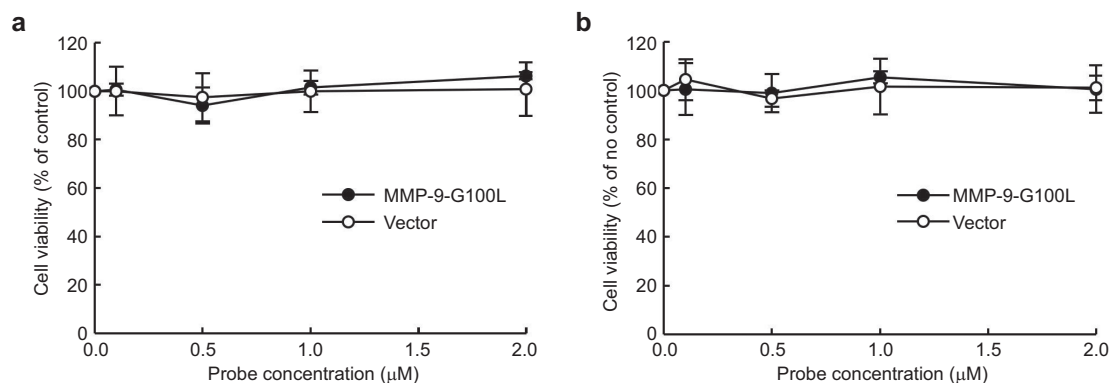 a
120
100
80
60
40
20
0
Cell viability (% of control)
MMP-9-G100L
Vector
0.0 0.5 1.0 1.5 2.0
Probe concentration (μM)
b
120
100
80
60
40
20
0
Cell viability (% of no control)
MMP-9-G100L
Vector
0.0 0.5 1.0 1.5 2.0
Probe concentration (μM)